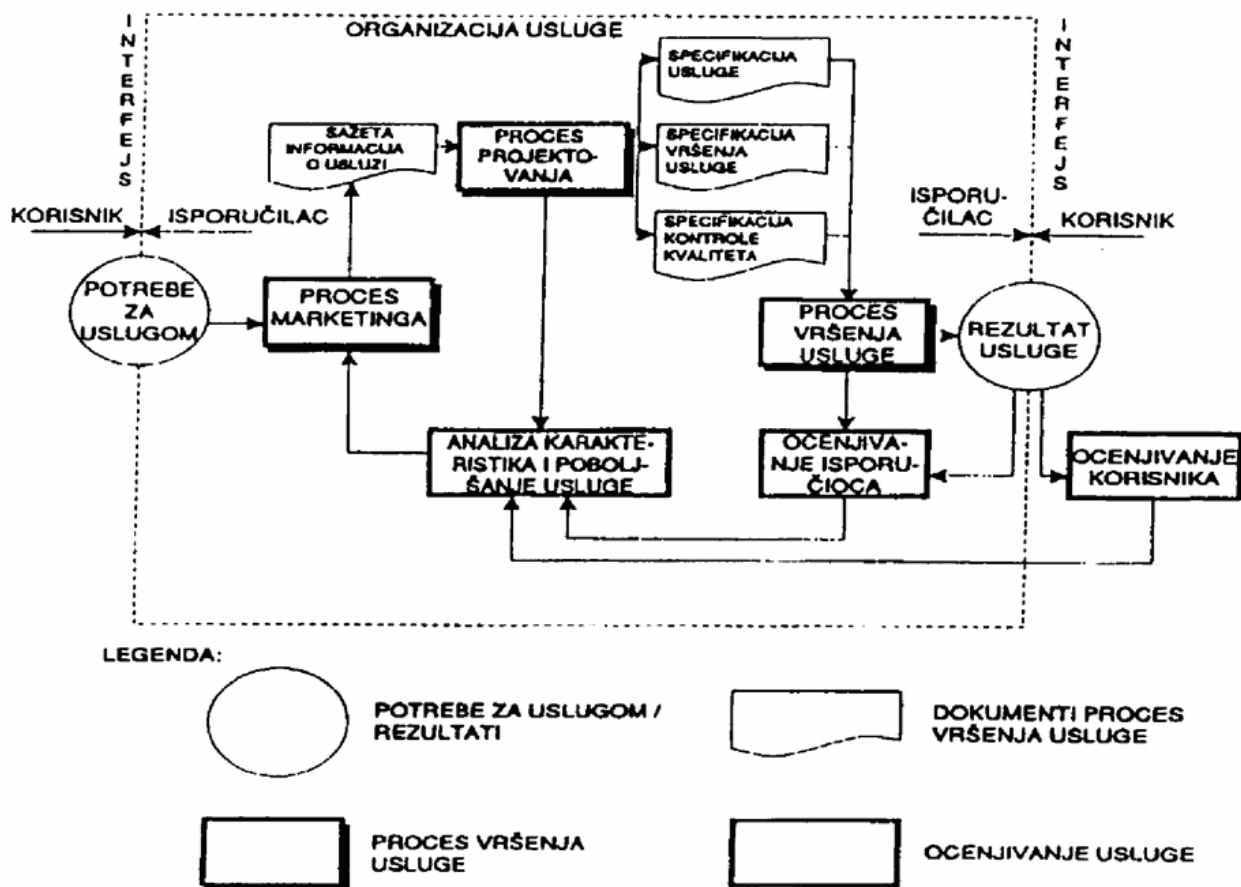 INTERFEJS
ORGANIZACIJA USLUGE
INTERFEJS
SPECIFIKACIJA
USLUGE
SAŽETA
INFORMACIJA
O USLUZI
PROCES
PROJEKTO-
VANJA
SPECIFIKACIJA
VRŠENJA
USLUGE
KORISNIK
ISPORUČILAC
SPECIFIKACIJA
KONTROLE
KVALITETA
ISPORU-
ČILAC
KORISNIK
POTREBE
ZA
USLUGOM
PROCES
MARKETINGA
PROCES
VRŠENJA
USLUGE
REZULTAT
USLUGE
ANALIZA KARAKTE-
RISTIKA I POBOLJ-
ŠANJE USLUGE
OCENJIVA-
NJE ISPORU-
ČIOCA
OCENJIVANJE
KORISNIKA
LEGENDA:
POTREBE ZA USLUGOM /
REZULTATI
DOKUMENTI PROCES
VRŠENJA USLUGE
PROCES VRŠENJA
USLUGE
OCENJIVANJE USLUGE